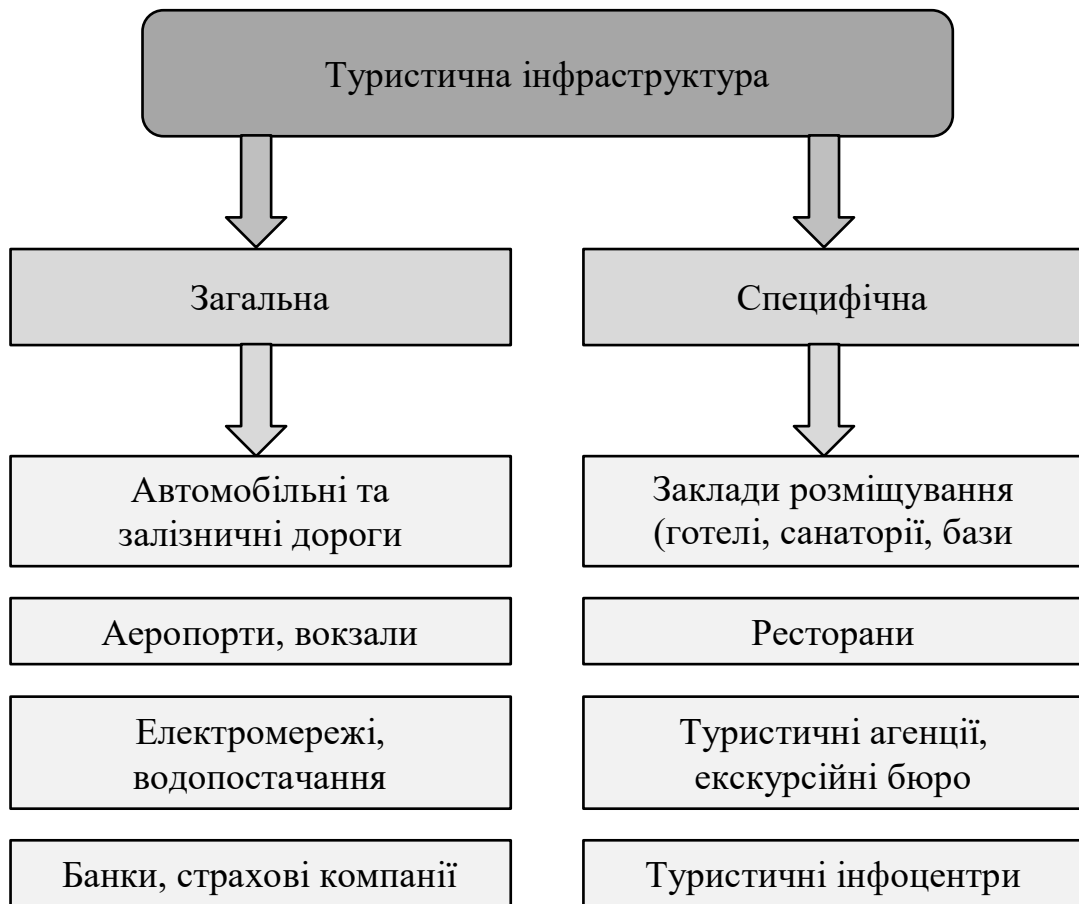 Туристична інфраструктура
Загальна
Специфічна
Автомобільні та
залізничні дороги
Заклади розміщування
(готелі, санаторії, бази
Аеропорти, вокзали
Ресторани
Електромережі,
водопостачання
Туристичні агенції,
екскурсійні бюро
Банки, страхові компанії
Туристичні інфоцентри